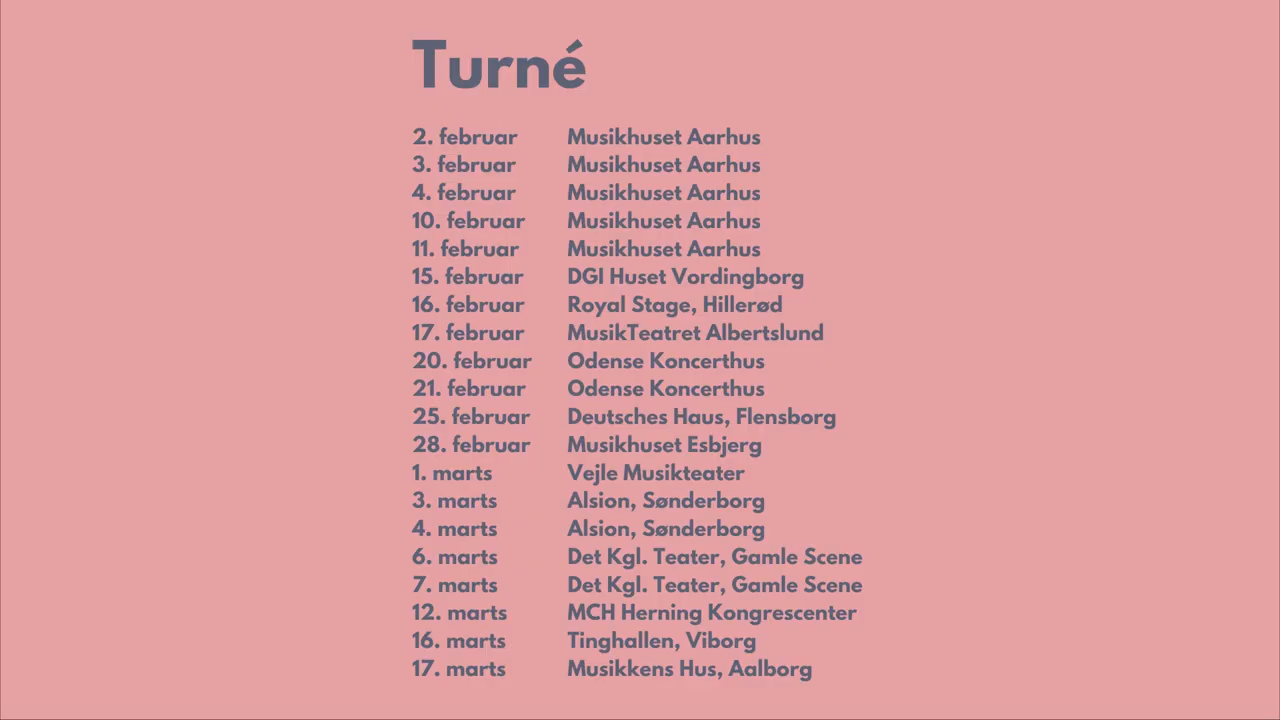 Turné
2. februar Musikhuset Aarhus
3. februar Musikhuset Aarhus
4. februar Musikhuset Aarhus
10. februar Musikhuset Aarhus
11. februar Musikhuset Aarhus
15. februar DGI Huset Vordingborg
16. februar Royal Stage, Hillerød
17. februar MusikTeatret Albertslund
20. februar Odense Koncerthus
21. februar Odense Koncerthus
25. februar Deutsches Haus, Flensborg
28. februar Musikhuset Esbjerg
1. marts Vejle Musikteater
3. marts Alsion, Sønderborg
4. marts Alsion, Sønderborg
6. marts Det Kgl. Teater, Gamle Scene
7. marts Det Kgl. Teater, Gamle Scene
12. marts MCH Herning Kongrescenter
16. marts Tinghallen, Viborg
17. marts Musikkens Hus, Aalborg